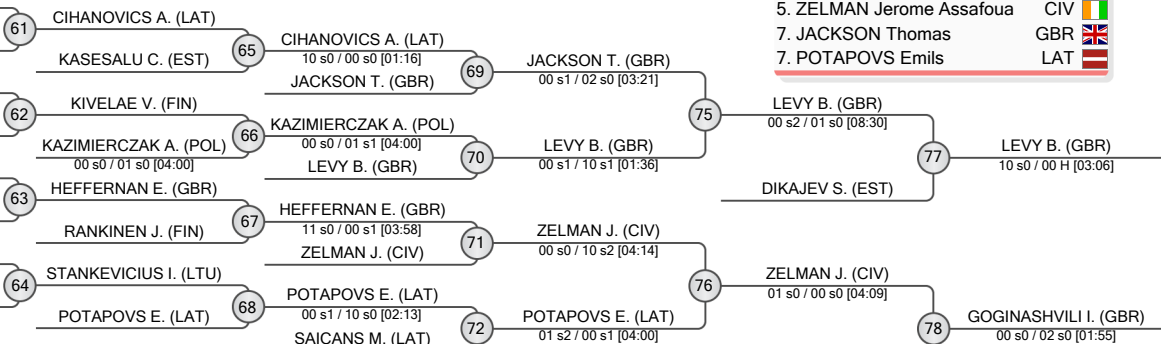 5. ZELMAN Jerome Assafoua CIV
7. JACKSON Thomas GBR
7. POTAPOVS Emils LAT
61
CIHANOVICS A. (LAT)
KASESALU C. (EST)
65
CIHANOVICS A. (LAT)
10 s0 / 00 s0 [01:16]
JACKSON T. (GBR)
69
JACKSON T. (GBR)
00 s1 / 02 s0 [03:21]
62
KIVELAE V. (FIN)
KAZIMIERCZAK A. (POL)
00 s0 / 01 s0 [04:00]
66
KAZIMIERCZAK A. (POL)
00 s0 / 01 s1 [04:00]
LEVY B. (GBR)
70
LEVY B. (GBR)
00 s1 / 10 s1 [01:36]
75
LEVY B. (GBR)
00 s2 / 01 s0 [08:30]
DIKAJEV S. (EST)
77
LEVY B. (GBR)
10 s0 / 00 H [03:06]
63
HEFFERNAN E. (GBR)
RANKINEN J. (FIN)
67
HEFFERNAN E. (GBR)
11 s0 / 00 s1 [03:58]
ZELMAN J. (CIV)
71
ZELMAN J. (CIV)
00 s0 / 10 s2 [04:14]
64
STANKEVICIUS I. (LTU)
POTAPOVS E. (LAT)
68
POTAPOVS E. (LAT)
00 s1 / 10 s0 [02:13]
SAICANS M. (LAT)
72
POTAPOVS E. (LAT)
01 s2 / 00 s1 [04:00]
76
ZELMAN J. (CIV)
01 s0 / 00 s0 [04:09]
78
GOGINASHVILI I. (GBR)
00 s0 / 02 s0 [01:55]